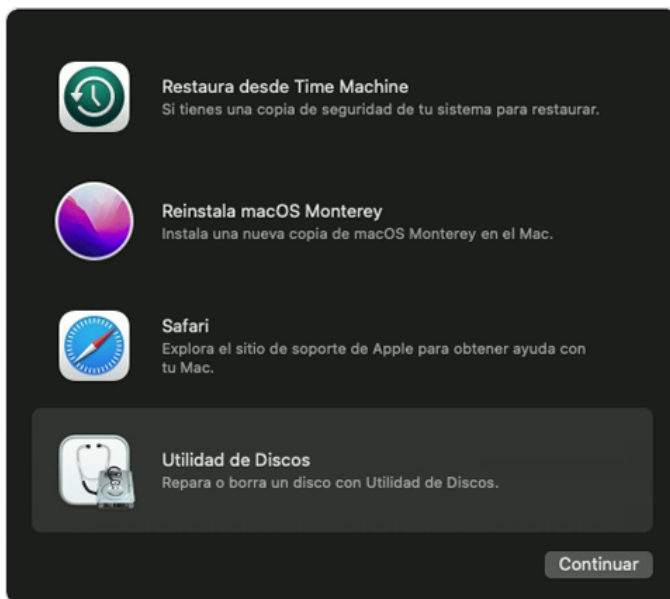 Restaura desde Time Machine
Si tienes una copia de seguridad de tu sistema para restaurar.
Reinstala macOS Monterey
Instala una nueva copia de macOS Monterey en el Mac.
Safari
Explora el sitio de soporte de Apple para obtener ayuda con
tu Mac.
Utilidad de Discos
Repara o borra un disco con Utilidad de Discos.
Continuar